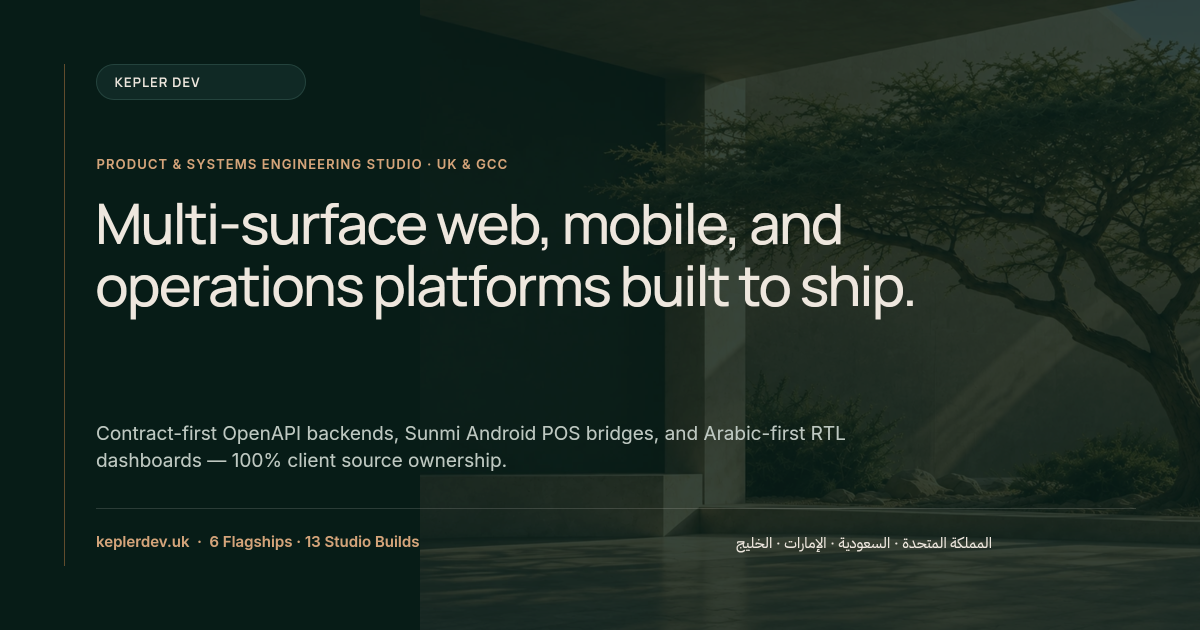 KEPLER DEV
PRODUCT & SYSTEMS ENGINEERING STUDIO · UK & GCC
Multi-surface web, mobile, and
operations platforms built to ship.
Contract-first OpenAPI backends, Sunmi Android POS bridges, and Arabic-first RTL
dashboards — 100% client source ownership.
keplerdev.uk · 6 Flagships · 13 Studio Builds
المملكة المتحدة · السعودية · الإمارات · الخليج